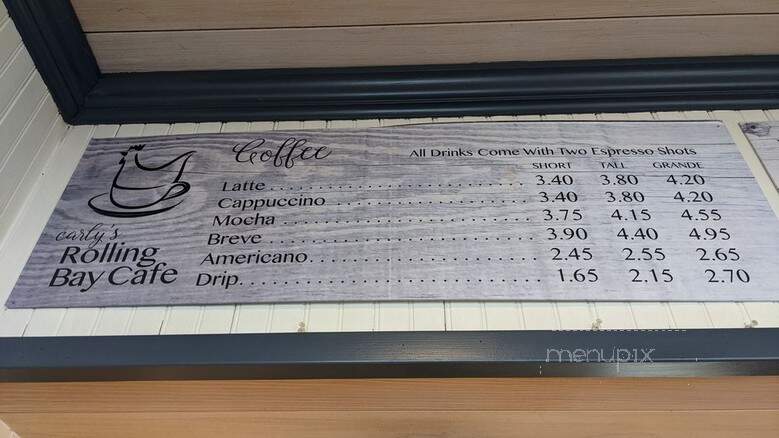 Coffee
All Drinks Come With Two Espresso Shots
SHORT TALL GRANDE
Latte 3.40 3.80 4.20
Cappuccino 3.40 3.80 4.20
Mocha 3.75 4.15 4.55
Breve 3.90 4.40 4.95
Americano 2.45 2.55 2.65
Drip 1.65 2.15 2.70
carly's
Rolling
Bay Cafe
menupix